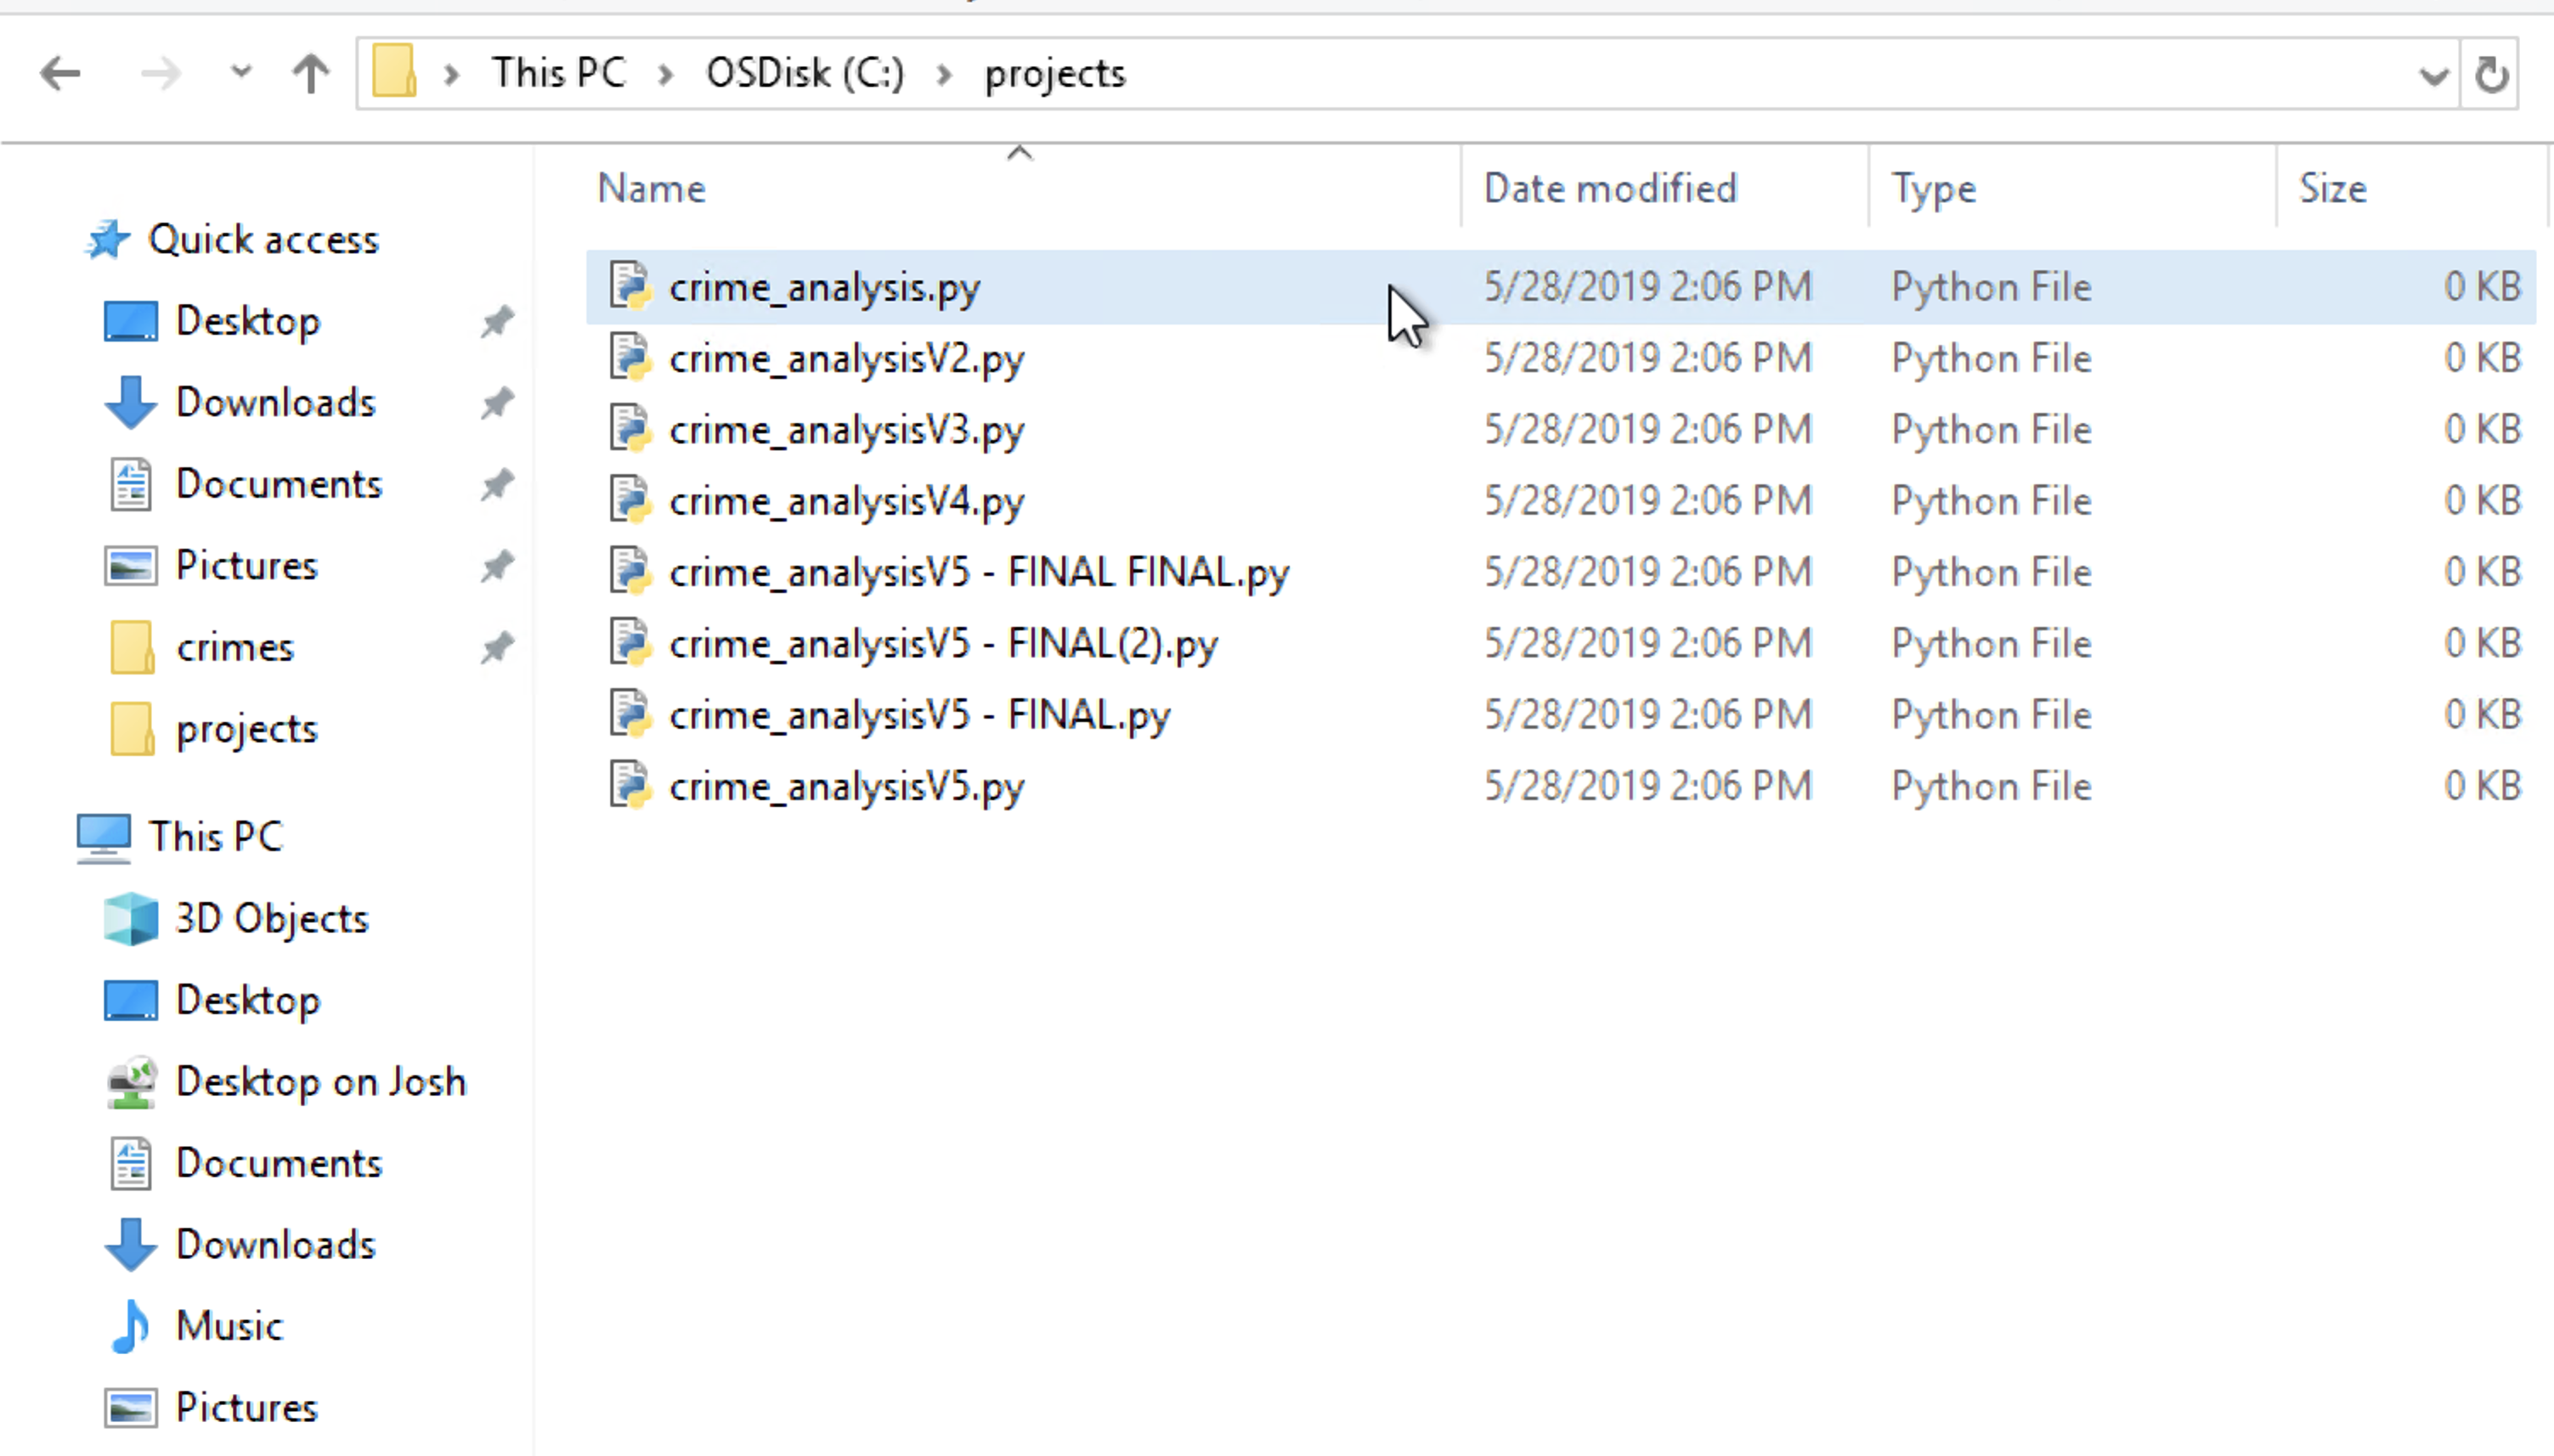 This PC > OSDisk (C:) > projects
Name Date modified Type Size
Quick access
Desktop
Downloads
Documents
Pictures
crimes
projects
This PC
3D Objects
Desktop
Desktop on Josh
Documents
Downloads
Music
Pictures
crime_analysis.py 5/28/2019 2:06 PM Python File 0 KB
crime_analysisV2.py 5/28/2019 2:06 PM Python File 0 KB
crime_analysisV3.py 5/28/2019 2:06 PM Python File 0 KB
crime_analysisV4.py 5/28/2019 2:06 PM Python File 0 KB
crime_analysisV5 - FINAL FINAL.py 5/28/2019 2:06 PM Python File 0 KB
crime_analysisV5 - FINAL(2).py 5/28/2019 2:06 PM Python File 0 KB
crime_analysisV5 - FINAL.py 5/28/2019 2:06 PM Python File 0 KB
crime_analysisV5.py 5/28/2019 2:06 PM Python File 0 KB